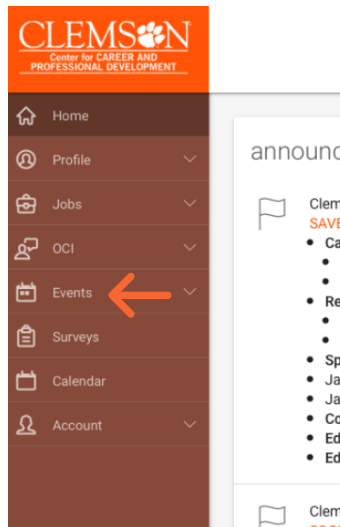 CLEMSON
Center for CAREER AND
PROFESSIONAL DEVELOPMENT
Home
Profile
Jobs
OCI
Events
Surveys
Calendar
Account
announc
Clem
SAVE
Ca
Re
Sp
Ja
Ja
Co
Ed
Ed
Clem